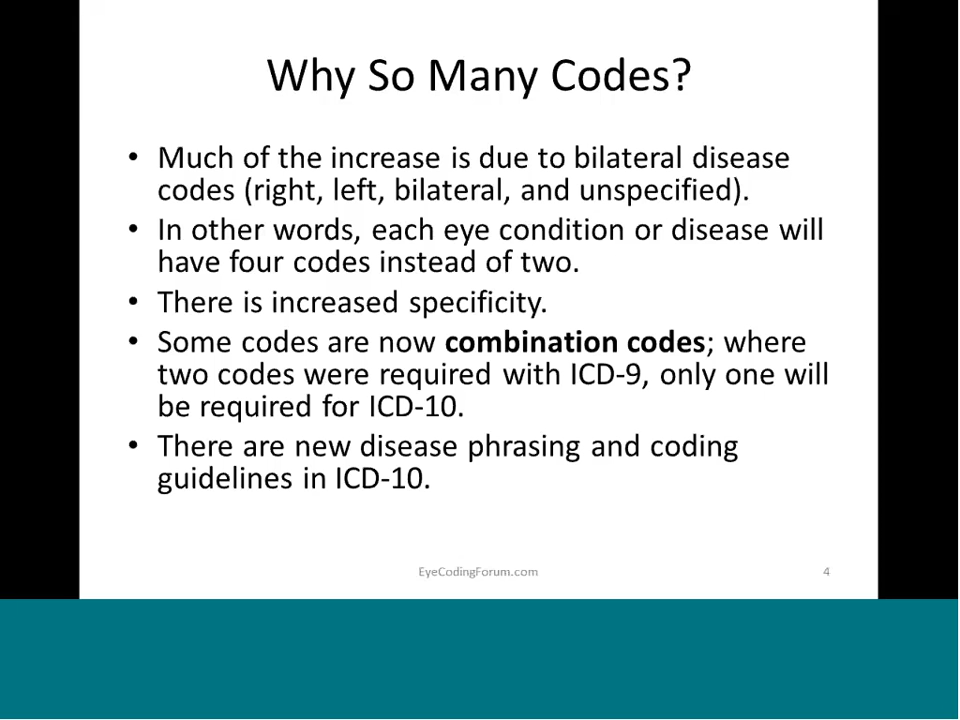 Why So Many Codes?
• Much of the increase is due to bilateral disease
codes (right, left, bilateral, and unspecified).
• In other words, each eye condition or disease will
have four codes instead of two.
• There is increased specificity.
• Some codes are now combination codes; where
two codes were required with ICD-9, only one will
be required for ICD-10.
• There are new disease phrasing and coding
guidelines in ICD-10.
EyeCodingForum.com
4